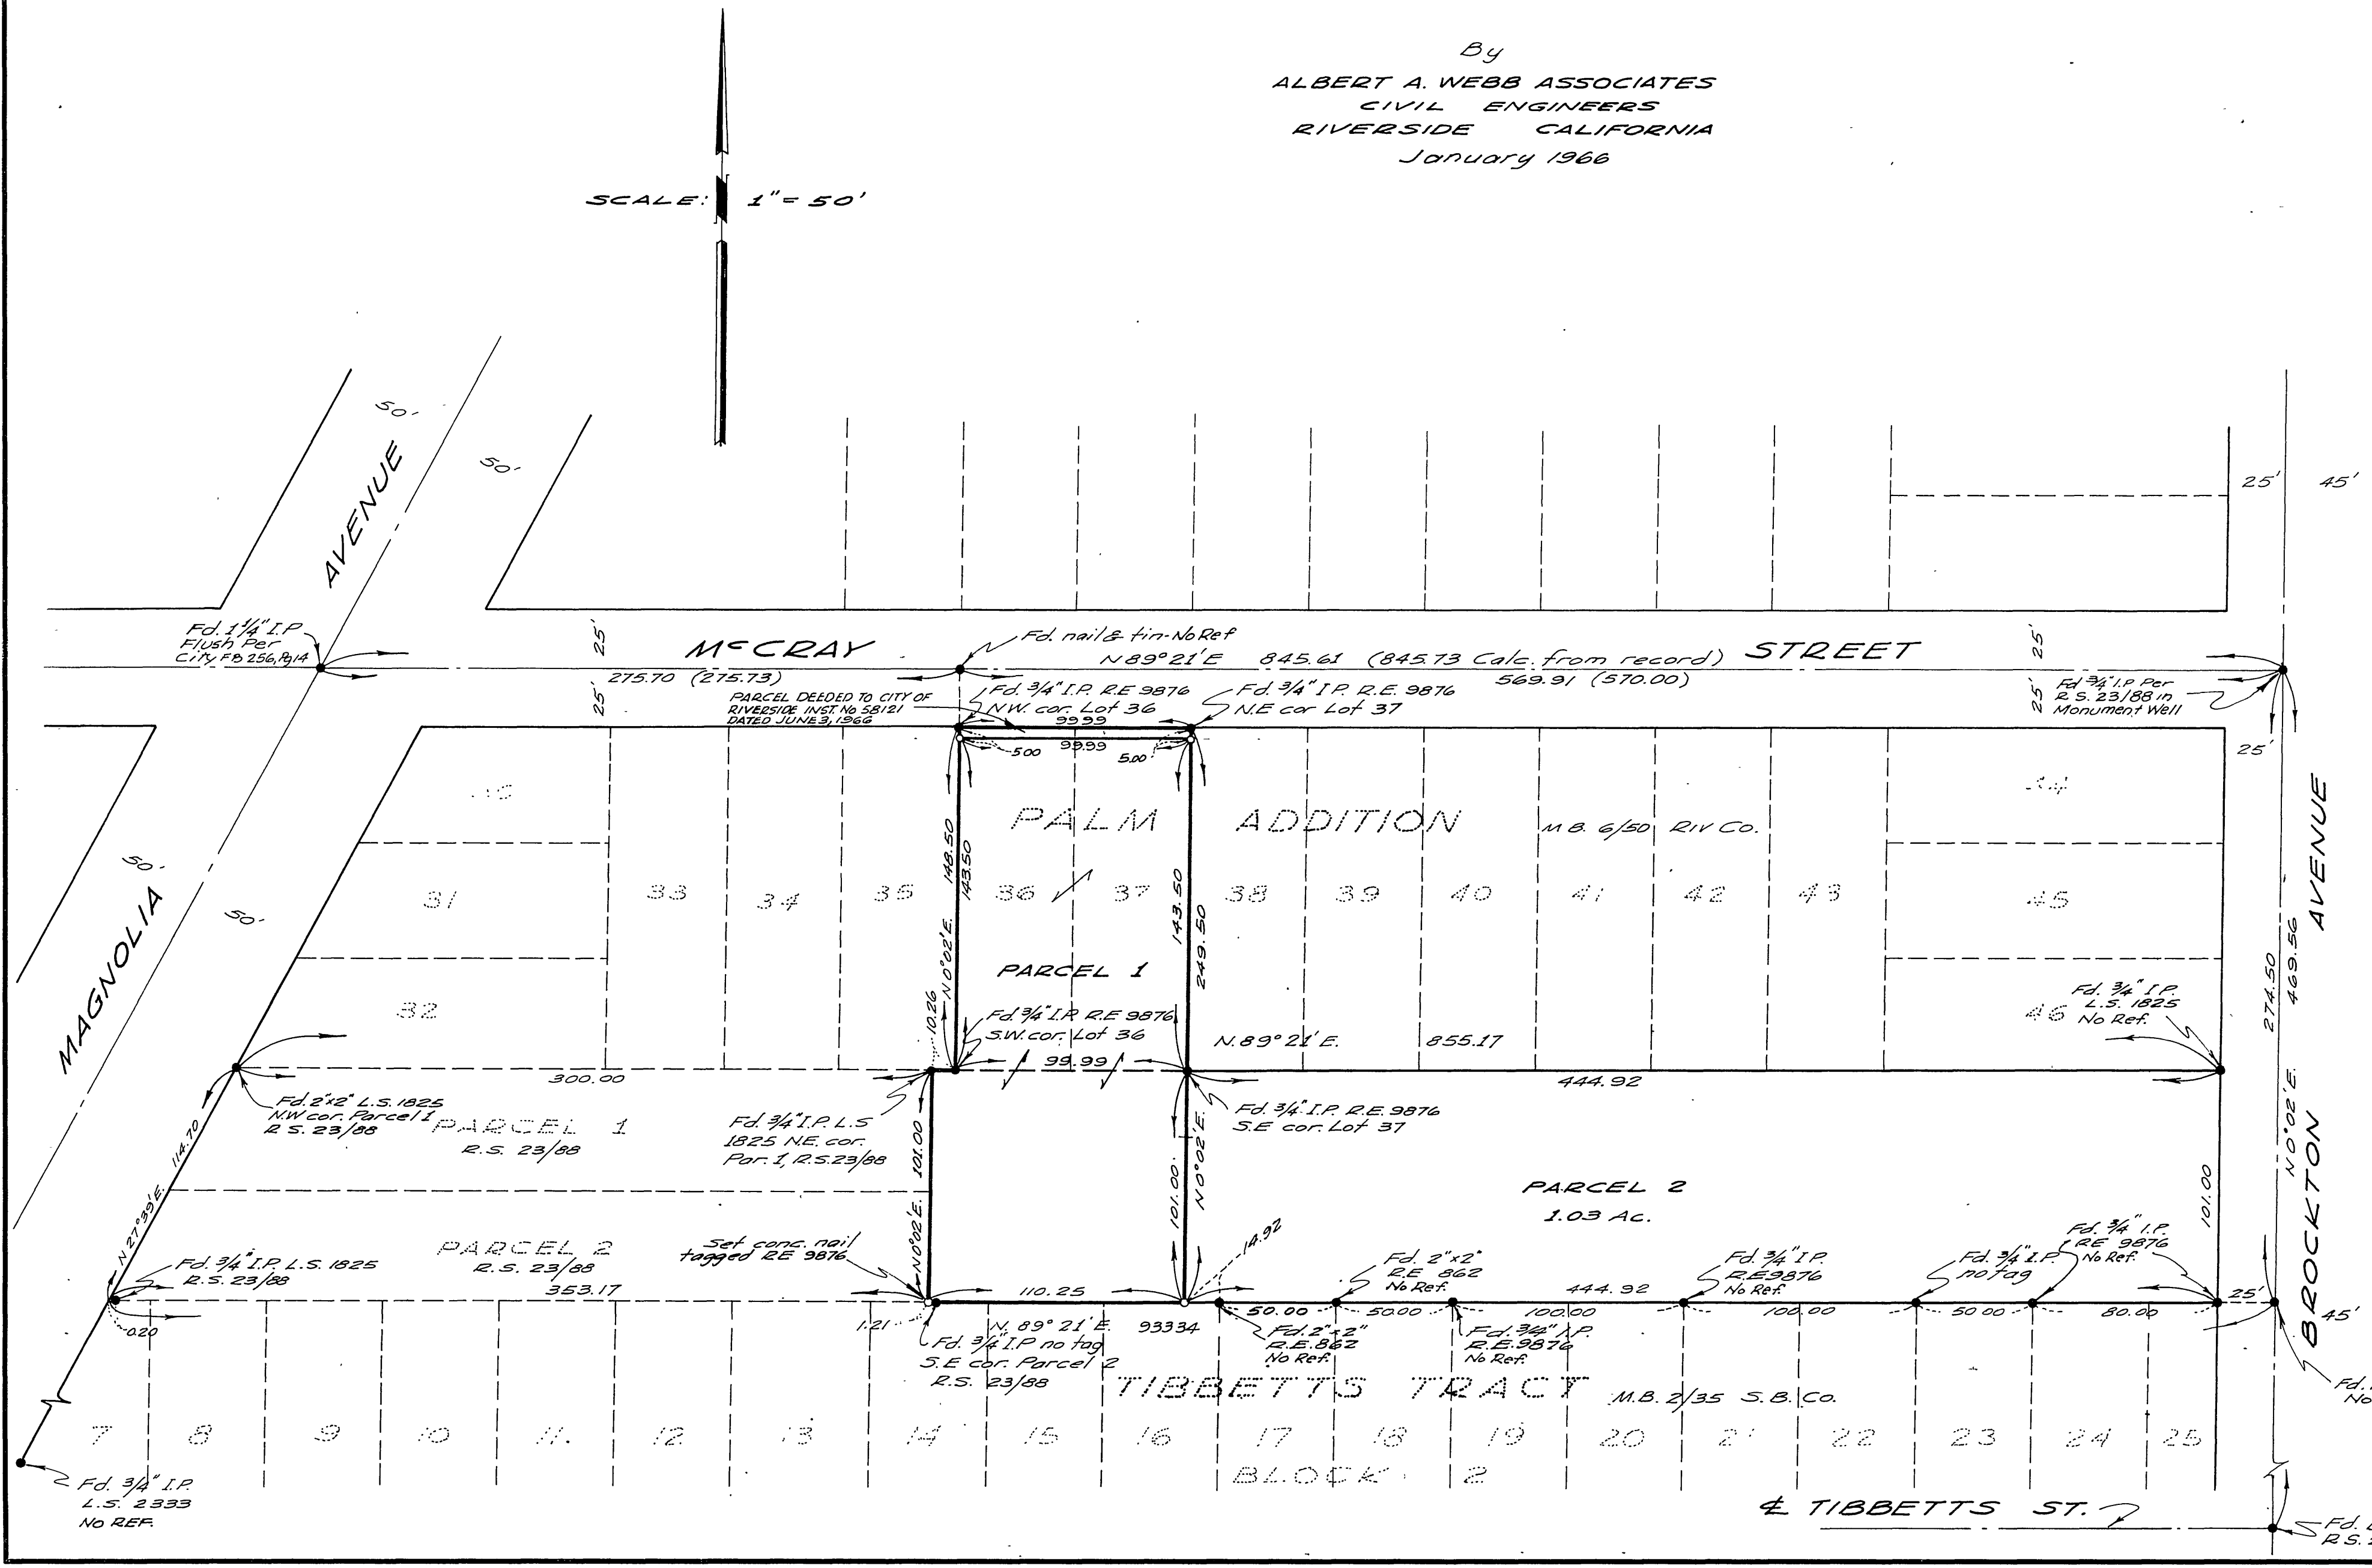 By
ALBERT A. WEBB ASSOCIATES
CIVIL ENGINEERS
RIVERSIDE CALIFORNIA
January 1966
SCALE: 1" = 50'
50'
50'
AVENUE
25'
45'
Fd. 1 1/4" I.P.
Flush Per
City FB 256, Pg 14
25'
McCRAY
Fd. nail & tin-No Ref
N 89° 21' E 845.61 (845.73 Calc. from record)
STREET
25'
275.70 (275.73)
569.91 (570.00)
25'
PARCEL DEEDED TO CITY OF
RIVERSIDE INST. No 58121
DATED JUNE 3, 1966
Fd. 3/4" I.P. R.E. 9876
N.W. cor. Lot 36
Fd. 3/4" I.P. R.E. 9876
N.E cor Lot 37
25'
Fd 3/4" I.P Per
R.S. 23/88 in
Monument Well
99.99
5.00
99.99
5.00
25'
44
PALM ADDITION
M.B. 6/50 RIV CO.
148.50
143.50
N 0° 02' E.
143.50
249.50
50'
50'
MAGNOLIA
31
33
34
35
36
37
38
39
40
41
42
43
45
AVENUE
274.50
469.56
N 0° 02' E.
BROCKTON
PARCEL 1
32
10.26
Fd. 3/4" I.P. R.E 9876
S.W. cor. Lot 36
N. 89° 21' E. 855.17
46
Fd. 3/4" I.P.
L.S. 1825
No Ref.
300.00
99.99
444.92
Fd. 2"x2" L.S. 1825
N.W cor. Parcel 1
R.S. 23/88
PARCEL 1
R.S. 23/88
Fd. 3/4" I.P. L.S
1825 N.E. cor.
Par. 1, R.S. 23/88
Fd. 3/4" I.P. R.E. 9876
S.E cor. Lot 37
114.70
N 27° 39' E.
101.00
N 0° 02' E.
101.00
N 0° 02' E.
101.00
PARCEL 2
1.03 Ac.
PARCEL 2
R.S. 23/88
353.17
Fd. 3/4" I.P. L.S. 1825
R.S. 23/88
Set conc. nail
tagged RE 9876
110.25
14.92
Fd. 2"x2"
R.E 862
No Ref.
444.92
Fd. 3/4" I.P.
R.E 9876
No Ref.
Fd. 3/4" I.P.
no tag
Fd. 3/4" I.P.
RE 9876
No Ref.
25'
0.20
1.21
50.00
50.00
100.00
100.00
50.00
80.00
45'
N. 89° 21' E. 933.34
Fd. 3/4" I.P no tag
S.E cor. Parcel 2
R.S. 23/88
Fd. 2"x2"
R.E. 862
No Ref.
Fd. 3/4" I.P.
R.E. 9876
No Ref.
Fd.
No
TIBBETTS TRACT
M.B. 2/35 S.B. CO.
7
8
9
10
11.
12
13
14
15
16
17
18
19
20
21
22
23
24
25
BLOCK 2
Fd. 3/4" I.P.
L.S. 2333
NO REF.
℄ TIBBETTS ST.
Fd.
R.S.